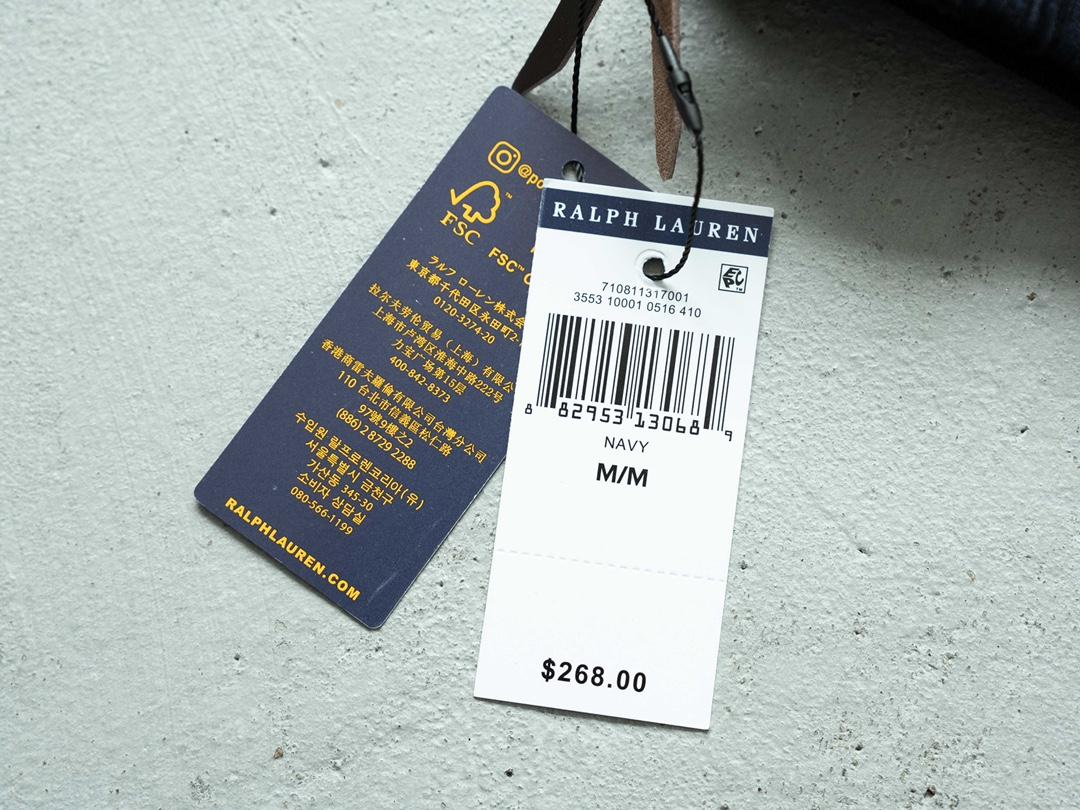 @po
FSC
FSC™
ラルフ ローレン株式会
東京都千代田区永田町2-
0120-3274-20
拉尔夫劳伦贸易（上海）有限公
上海市卢湾区淮海中路222号
力宝广场第15层
400-842-8373
香港商雷夫羅倫有限公司台灣分公司
110 台北市信義區松仁路
97號9樓之2
(886) 2 8729 2288
수입원 랄프로렌코리아(유)
서울특별시 금천구
가산동 345-30
소비자 상담실
080-566-1199
RALPHLAUREN.COM
RALPH LAUREN
710811317001
3553 10001 0516 410
8 82953 13068 9
NAVY
M/M
$268.00